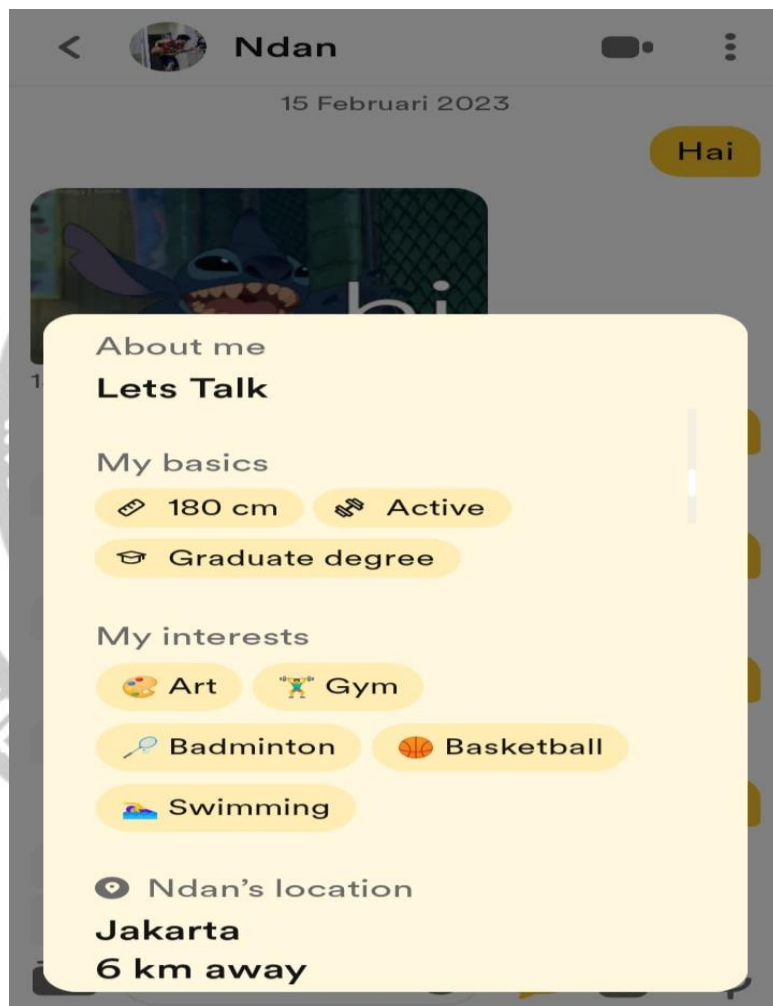 Ndan
15 Februari 2023
Hai
hi
About me
Lets Talk
My basics
180 cm Active
Graduate degree
My interests
Art Gym
Badminton Basketball
Swimming
Ndan's location
Jakarta
6 km away